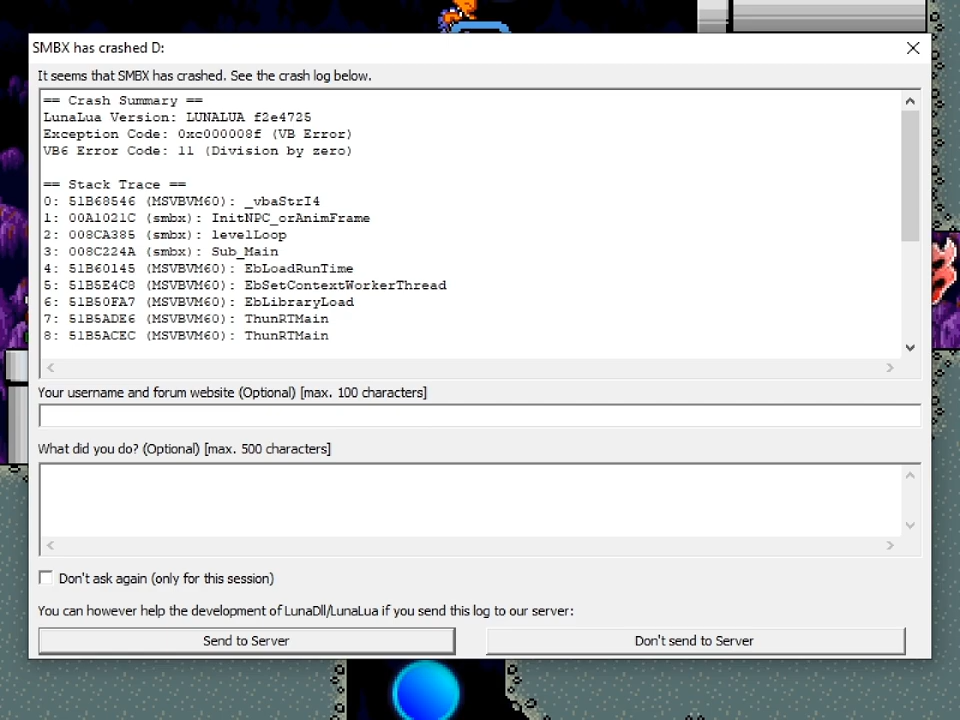 SMBX has crashed D:
It seems that SMBX has crashed. See the crash log below.
== Crash Summary ==
LunaLua Version: LUNALUA f2e4725
Exception Code: 0xc000008f (VB Error)
VB6 Error Code: 11 (Division by zero)
== Stack Trace ==
0: 51B68546 (MSVBVM60): _vbaStrI4
1: 00A1021C (smbx): InitNPC_orAnimFrame
2: 008CA385 (smbx): levelLoop
3: 008C224A (smbx): Sub_Main
4: 51B60145 (MSVBVM60): EbLoadRunTime
5: 51B5E4C8 (MSVBVM60): EbSetContextWorkerThread
6: 51B50FA7 (MSVBVM60): EbLibraryLoad
7: 51B5ADE6 (MSVBVM60): ThunRTMain
8: 51B5ACEC (MSVBVM60): ThunRTMain
Your username and forum website (Optional) [max. 100 characters]
What did you do? (Optional) [max. 500 characters]
Don't ask again (only for this session)
You can however help the development of LunaDll/LunaLua if you send this log to our server:
Send to Server
Don't send to Server